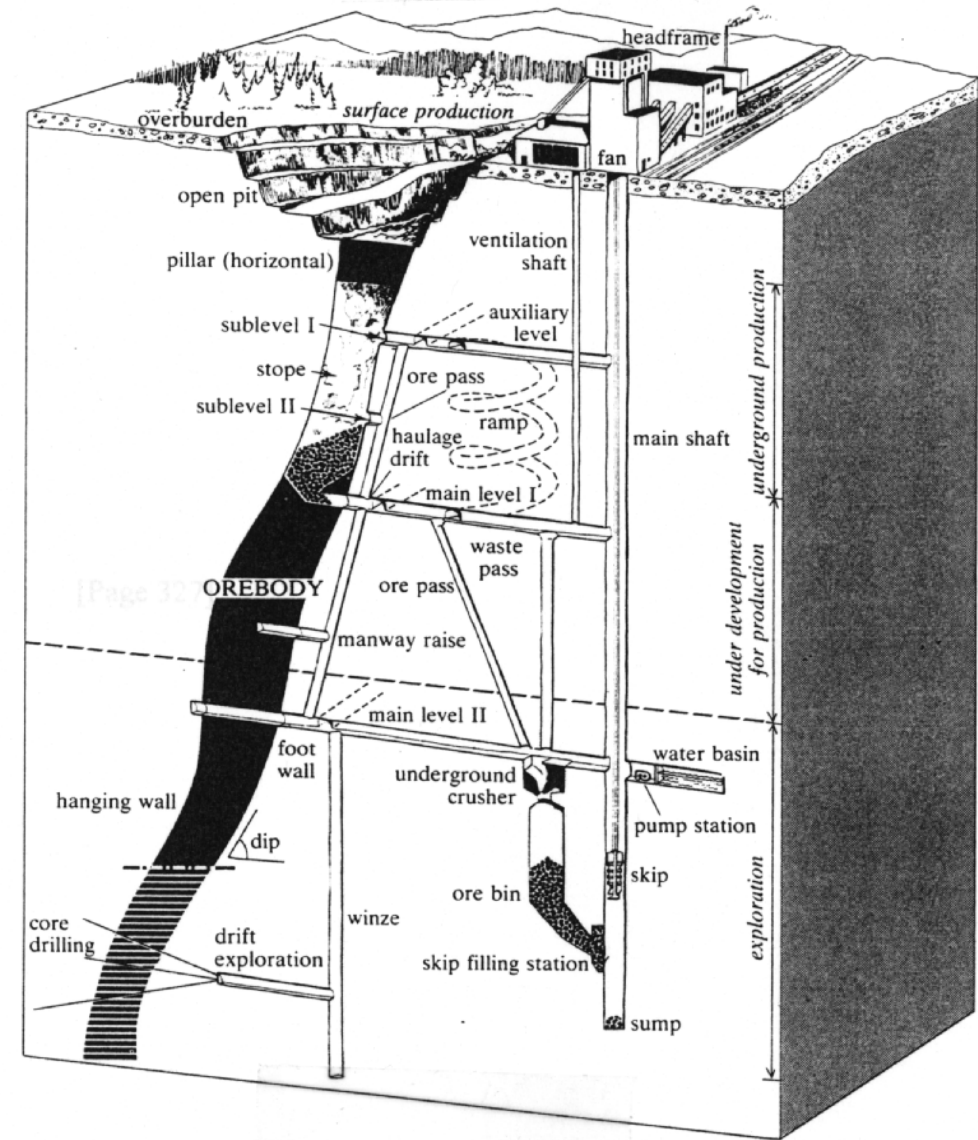 headframe
surface production
overburden
fan
open pit
ventilation
shaft
pillar (horizontal)
auxiliary
level
sublevel I
stope
ore pass
sublevel II
ramp
haulage
drift
main shaft
underground production
main level I
waste
pass
[Page 327
OREBODY
ore pass
manway raise
under development
for production
main level II
foot
wall
water basin
underground
crusher
hanging wall
pump station
dip
skip
ore bin
exploration
core
drilling
winze
drift
exploration
skip filling station
sump